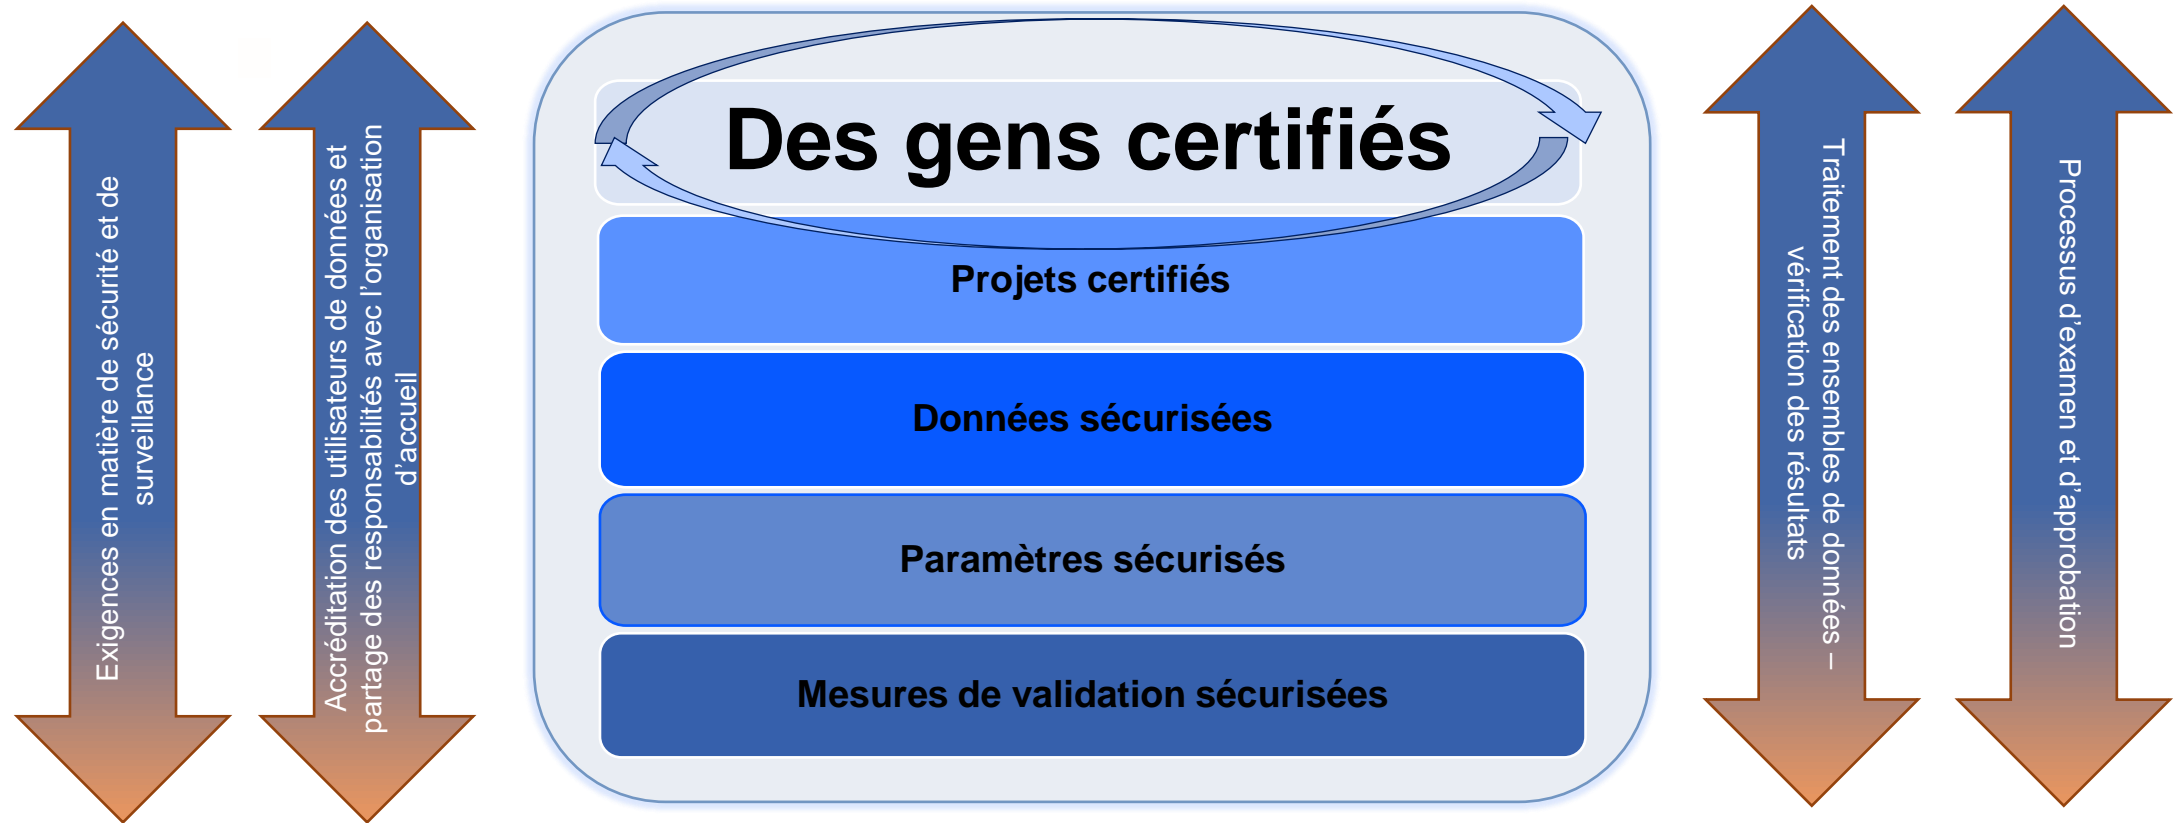 Exigences en matière de sécurité et de
surveillance
Accréditation des utilisateurs de données et
partage des responsabilités avec l'organisation
d'accueil
Des gens certifiés
Projets certifiés
Données sécurisées
Paramètres sécurisés
Mesures de validation sécurisées
Traitement des ensembles de données –
vérification des résultats
Processus d'examen et d'approbation